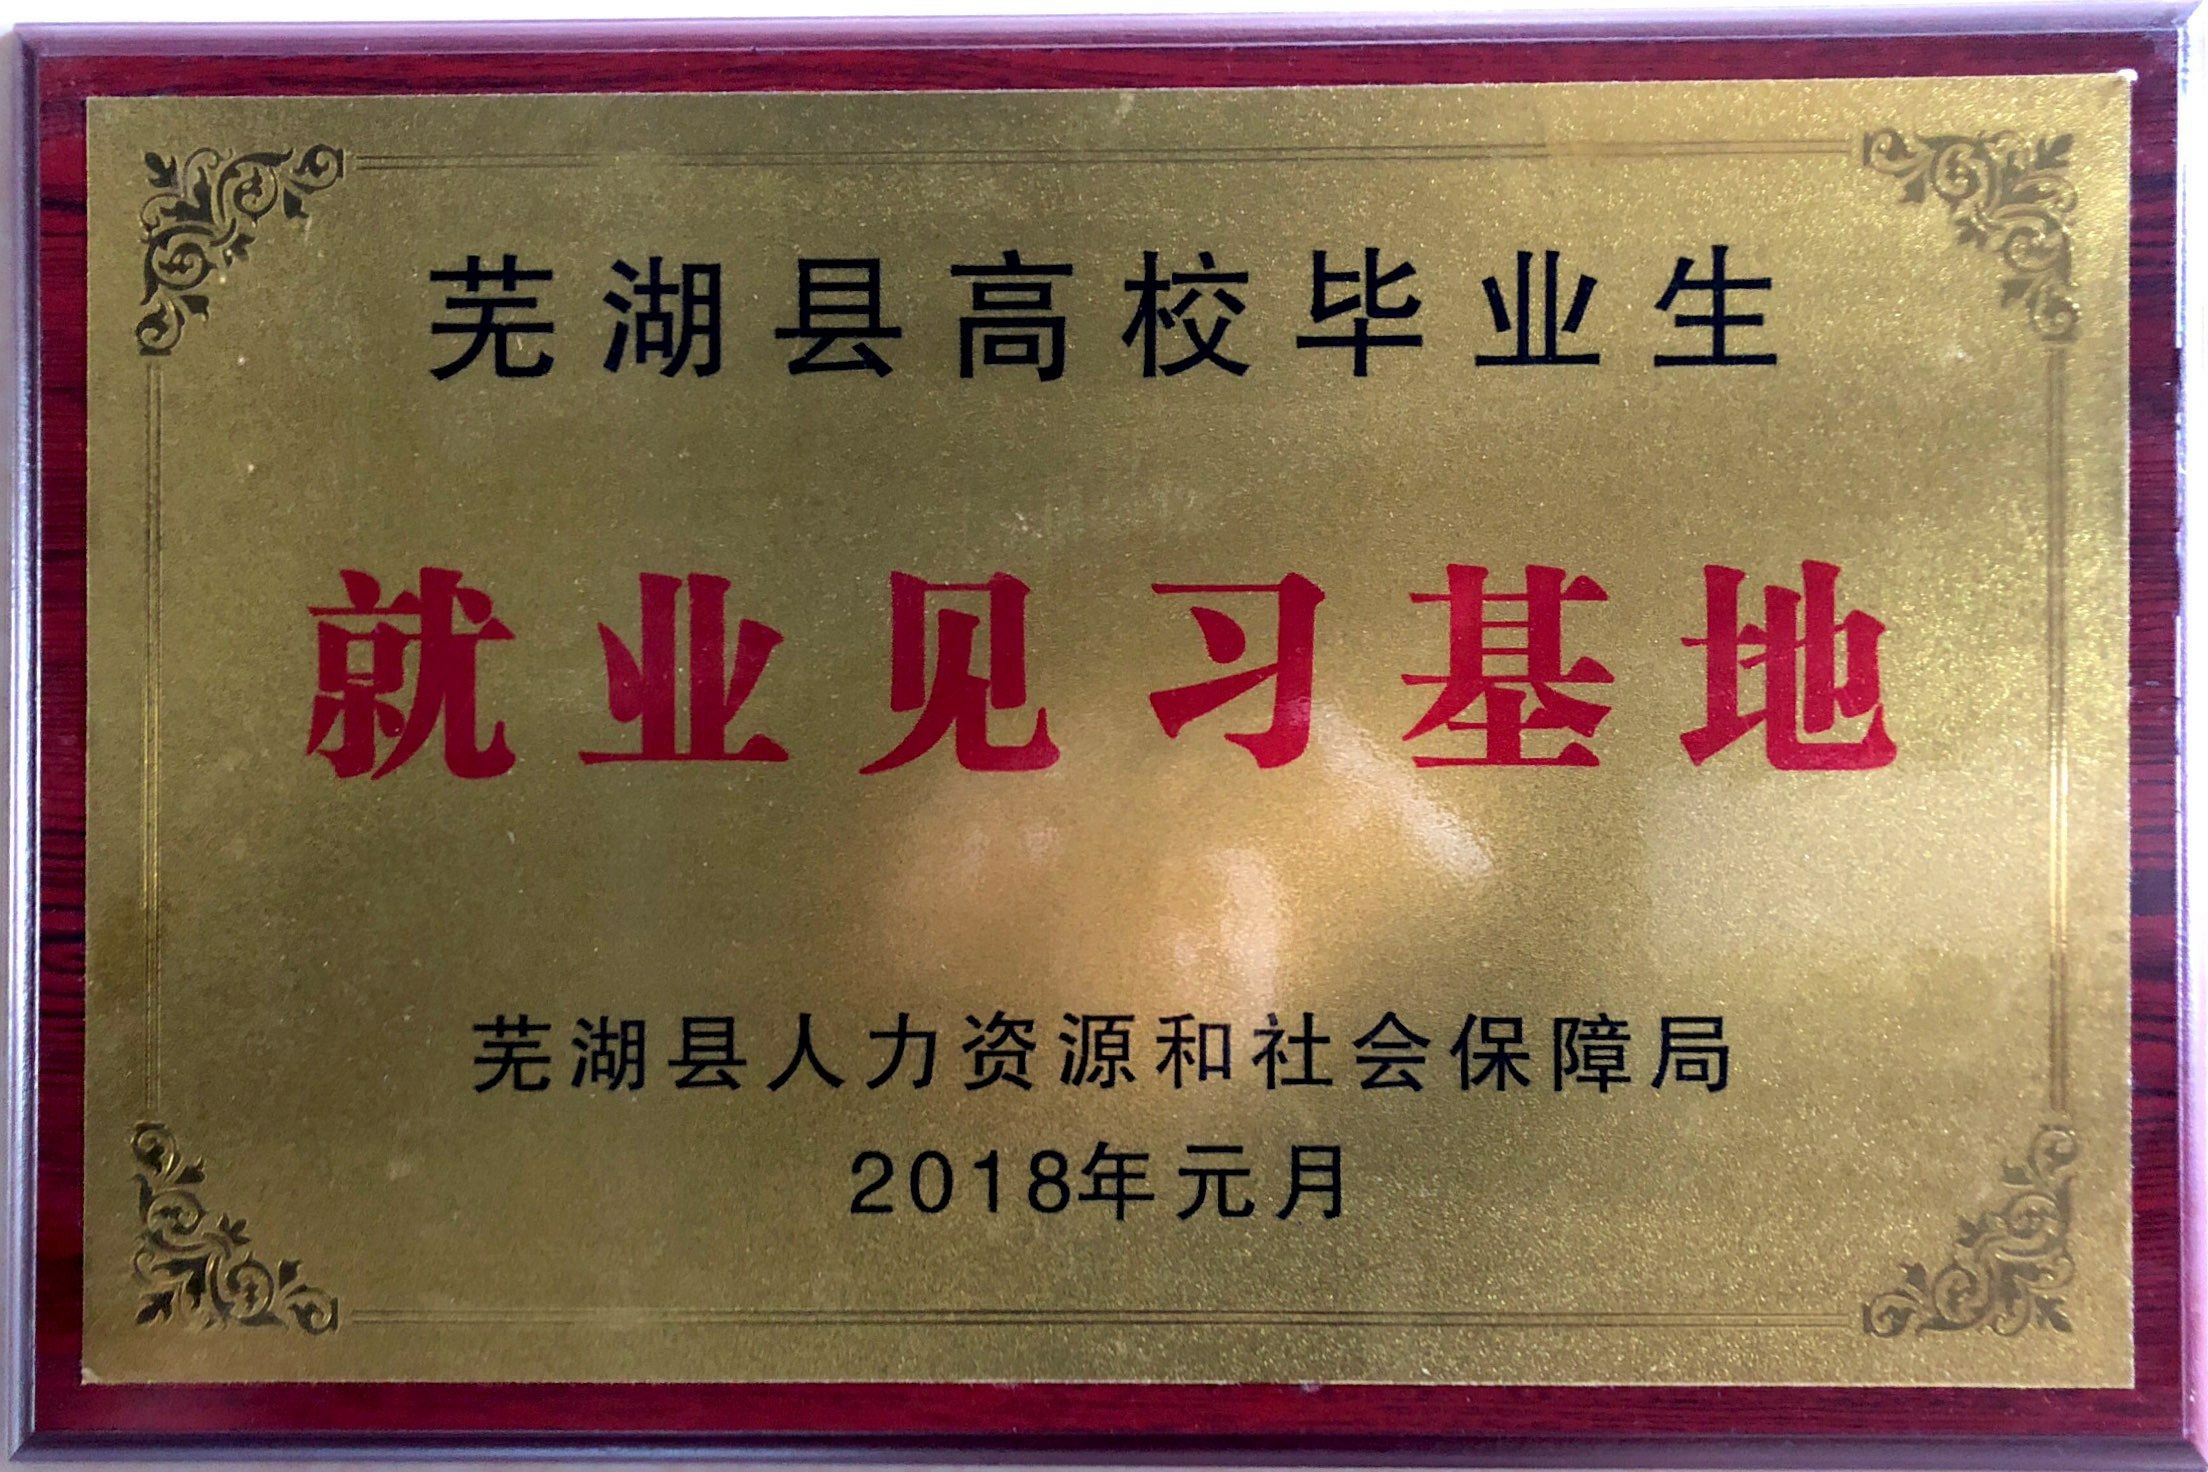 芜湖县高校毕业生
就业见习基地
芜湖县人力资源和社会保障局
2018年元月